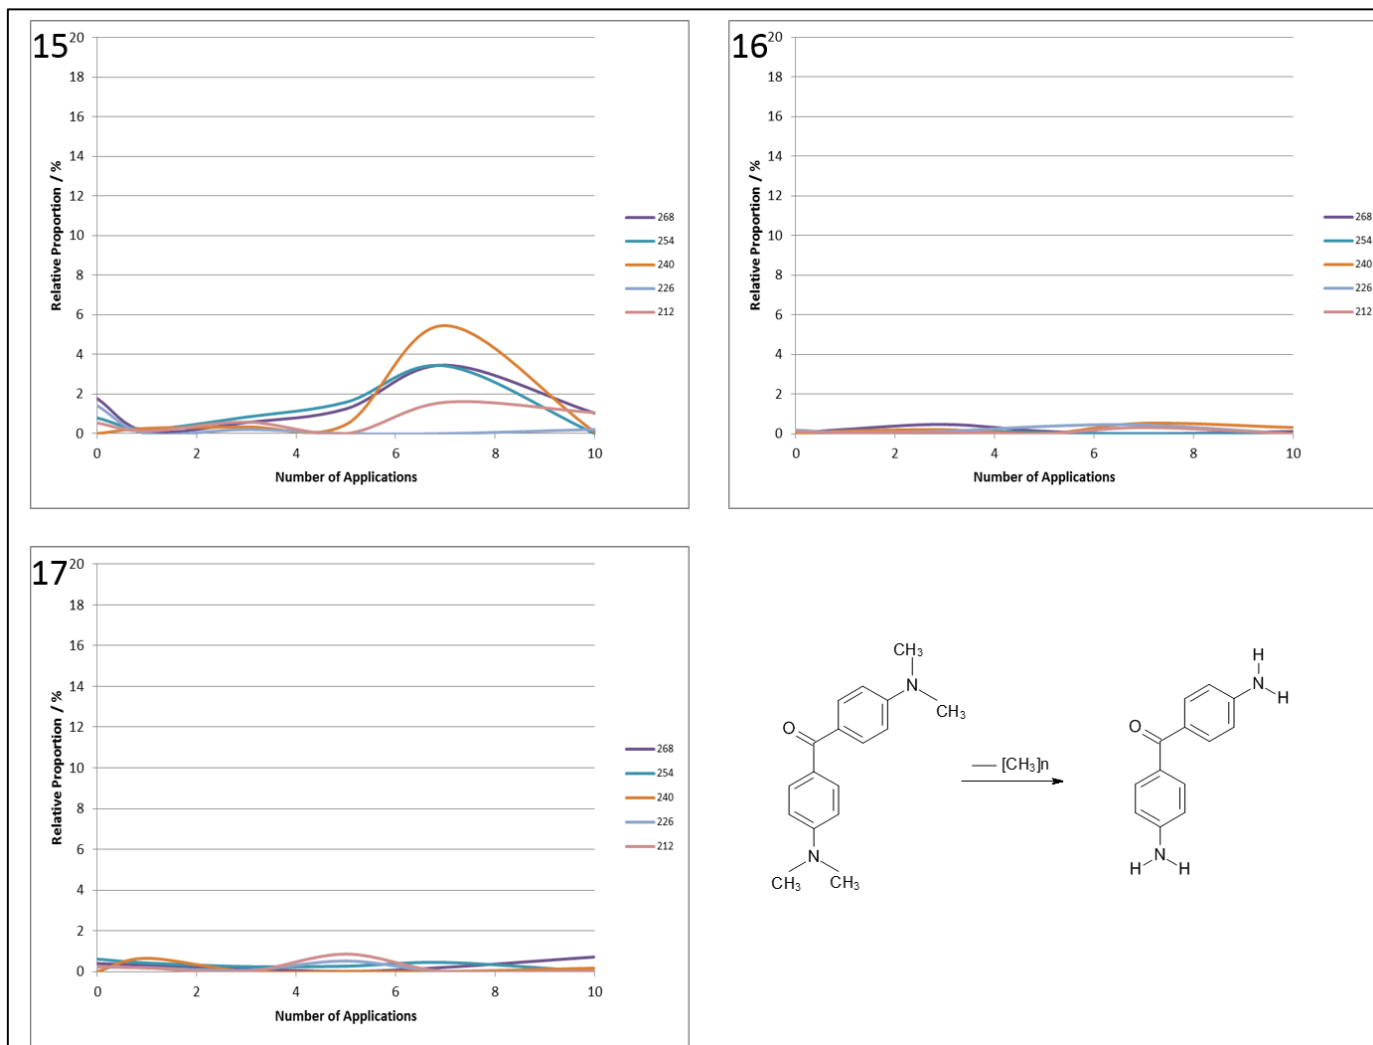 15
20
18
16
14
12
10
8
6
4
2
0
Relative Proportion / %
0 2 4 6 8 10
Number of Applications
268
254
240
226
212
16
20
18
16
14
12
10
8
6
4
2
0
Relative Proportion / %
0 2 4 6 8 10
Number of Applications
268
254
240
226
212
17
20
18
16
14
12
10
8
6
4
2
0
Relative Proportion / %
0 2 4 6 8 10
Number of Applications
268
254
240
226
212
CH3
N
CH3
O
N
CH3 CH3
— [CH3]n
H
N
H
O
H N H